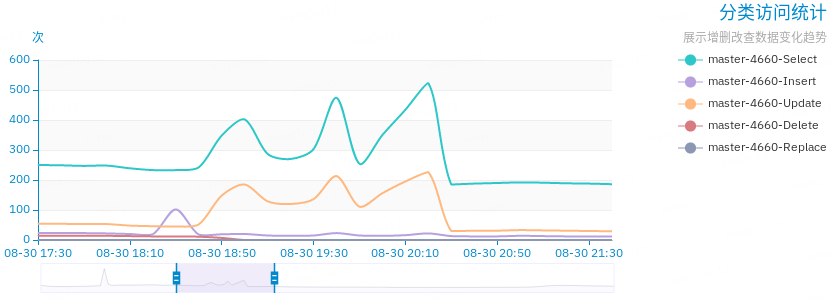 分类访问统计
展示增删改查数据变化趋势
次
600
500
400
300
200
100
0
08-30 17:30 08-30 18:10 08-30 18:50 08-30 19:30 08-30 20:10 08-30 20:50 08-30 21:30
master-4660-Select
master-4660-Insert
master-4660-Update
master-4660-Delete
master-4660-Replace